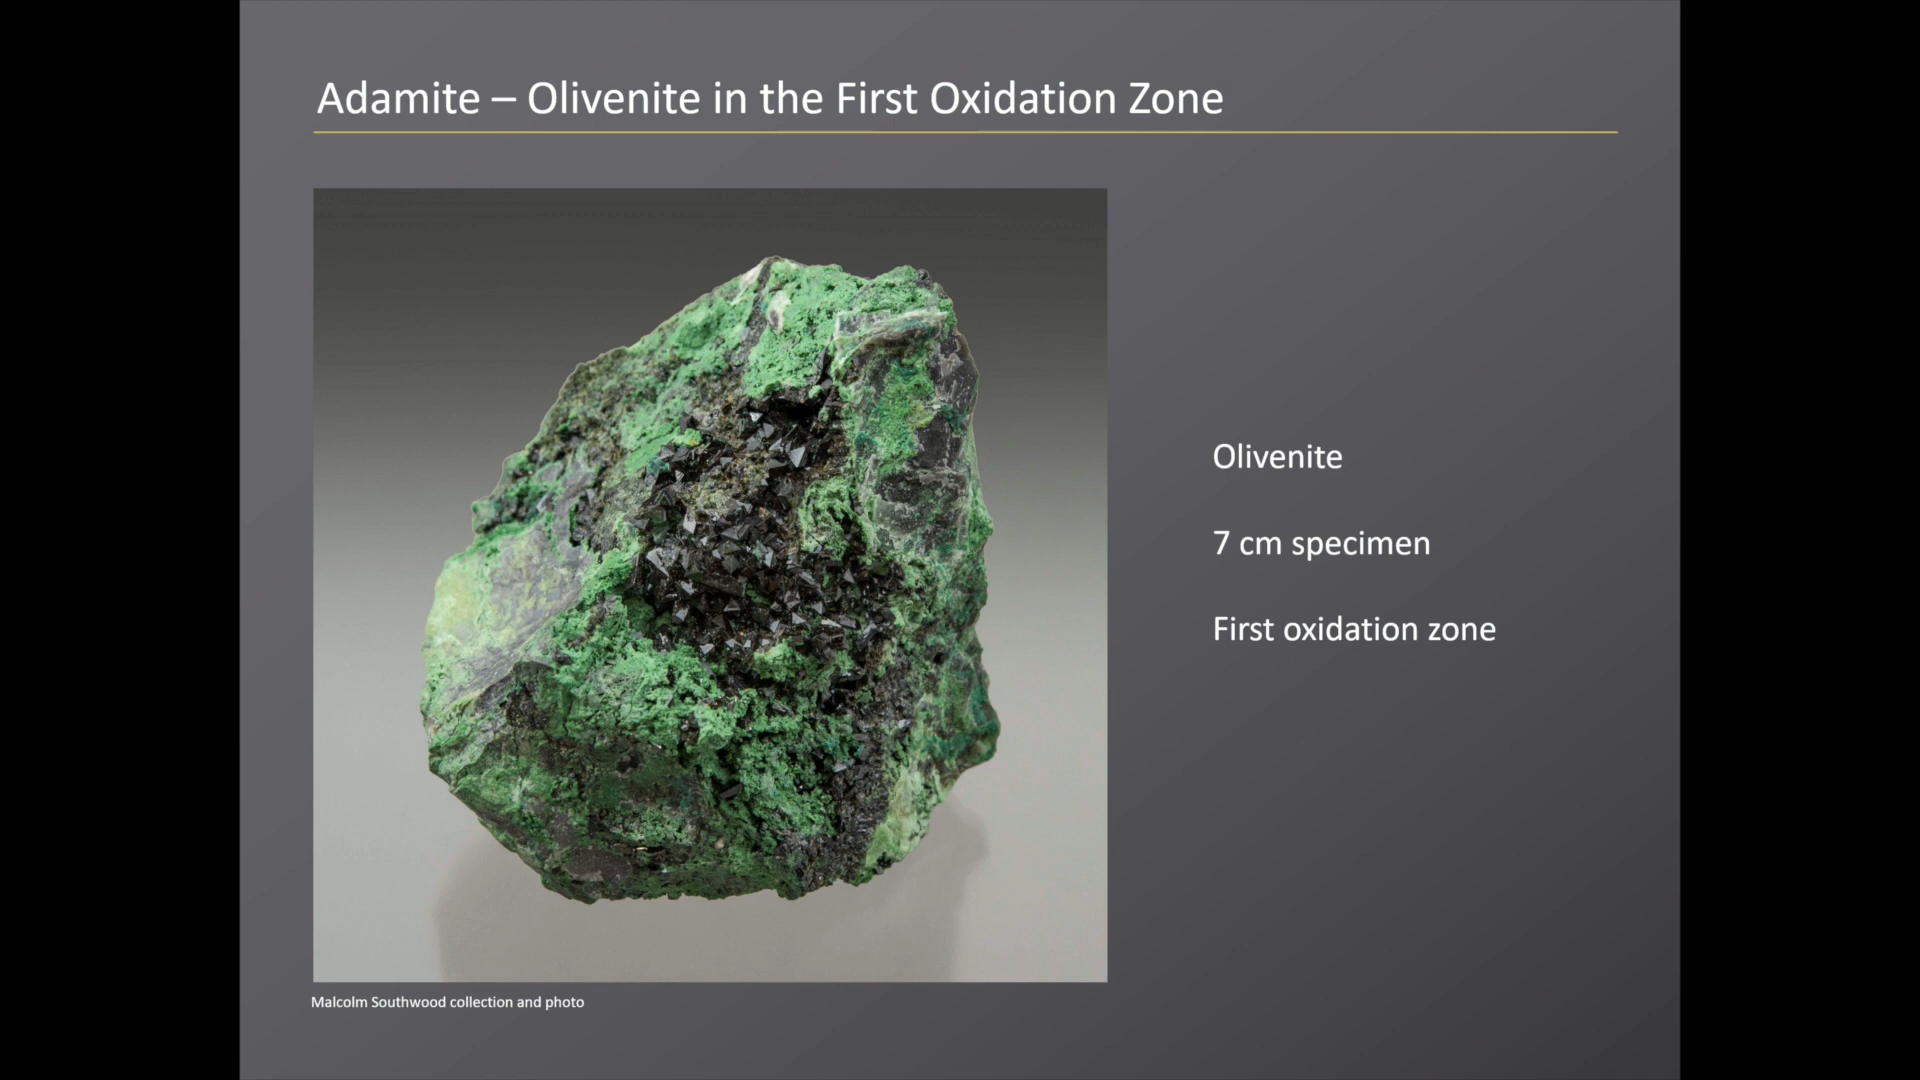 Adamite – Olivenite in the First Oxidation Zone
Olivenite
7 cm specimen
First oxidation zone
Malcolm Southwood collection and photo